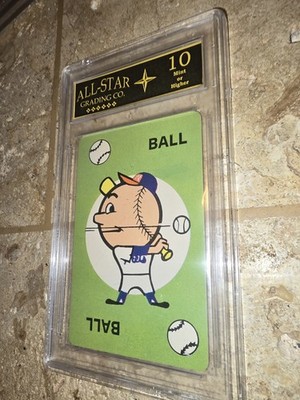 ALL-STAR
GRADING CO.
10
Mint
or
Higher
BALL
BALL